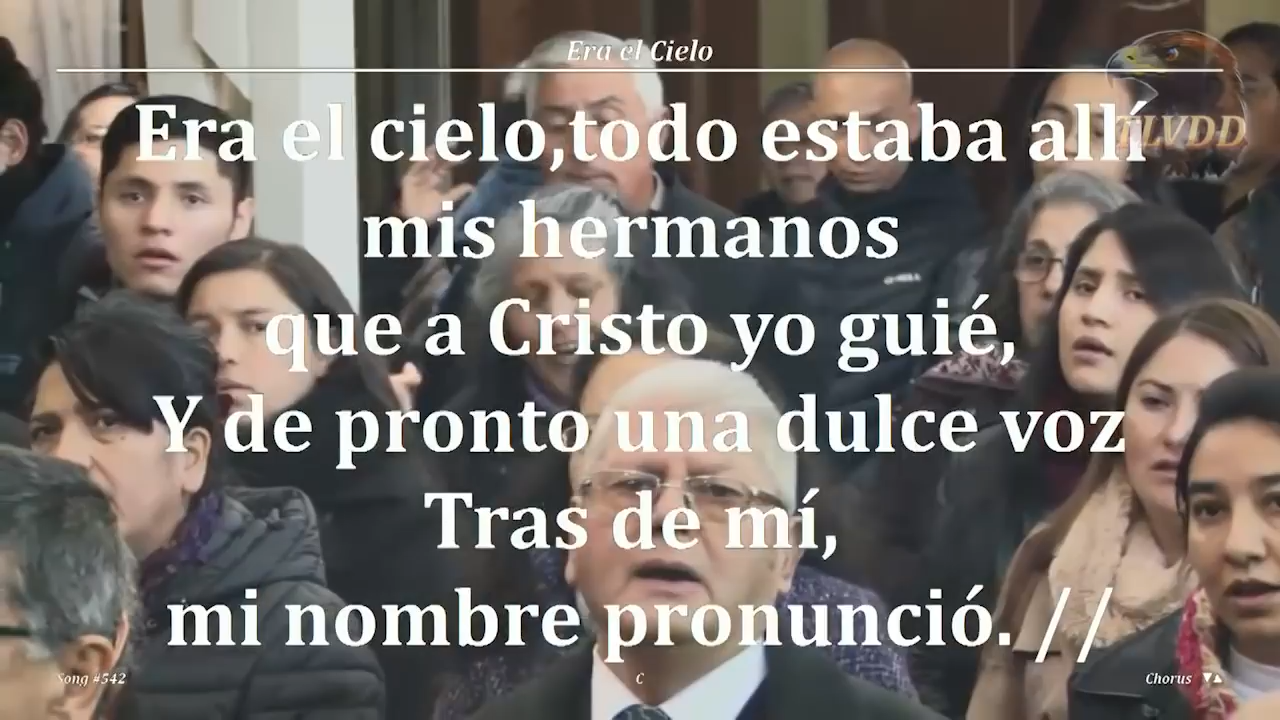 Era el Cielo
Era el cielo,todo estaba allí
TLVDD
mis hermanos
que a Cristo yo guié,
Y de pronto una dulce voz
Tras de mí,
mi nombre pronunció. //
Song #542
C
Chorus ▼▲